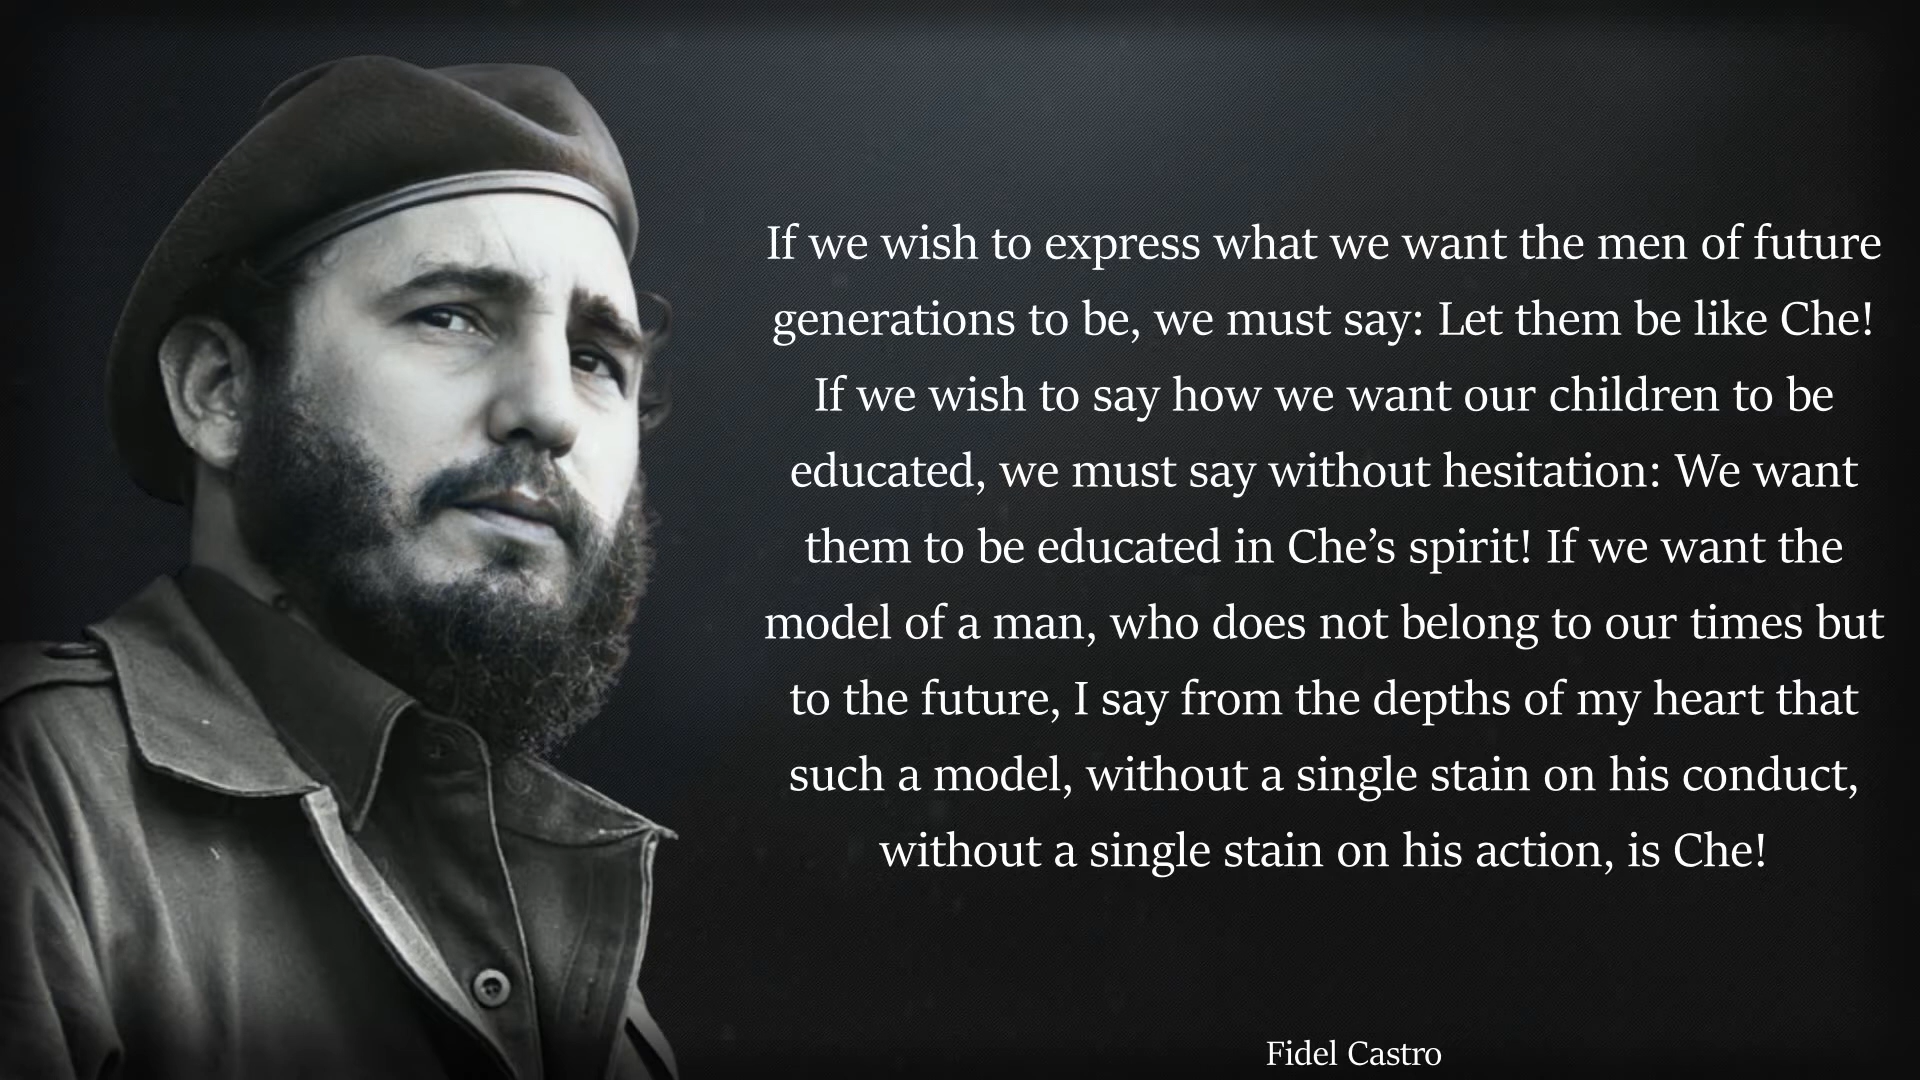 If we wish to express what we want the men of future
generations to be, we must say: Let them be like Che!
If we wish to say how we want our children to be
educated, we must say without hesitation: We want
them to be educated in Che’s spirit! If we want the
model of a man, who does not belong to our times but
to the future, I say from the depths of my heart that
such a model, without a single stain on his conduct,
without a single stain on his action, is Che!
Fidel Castro